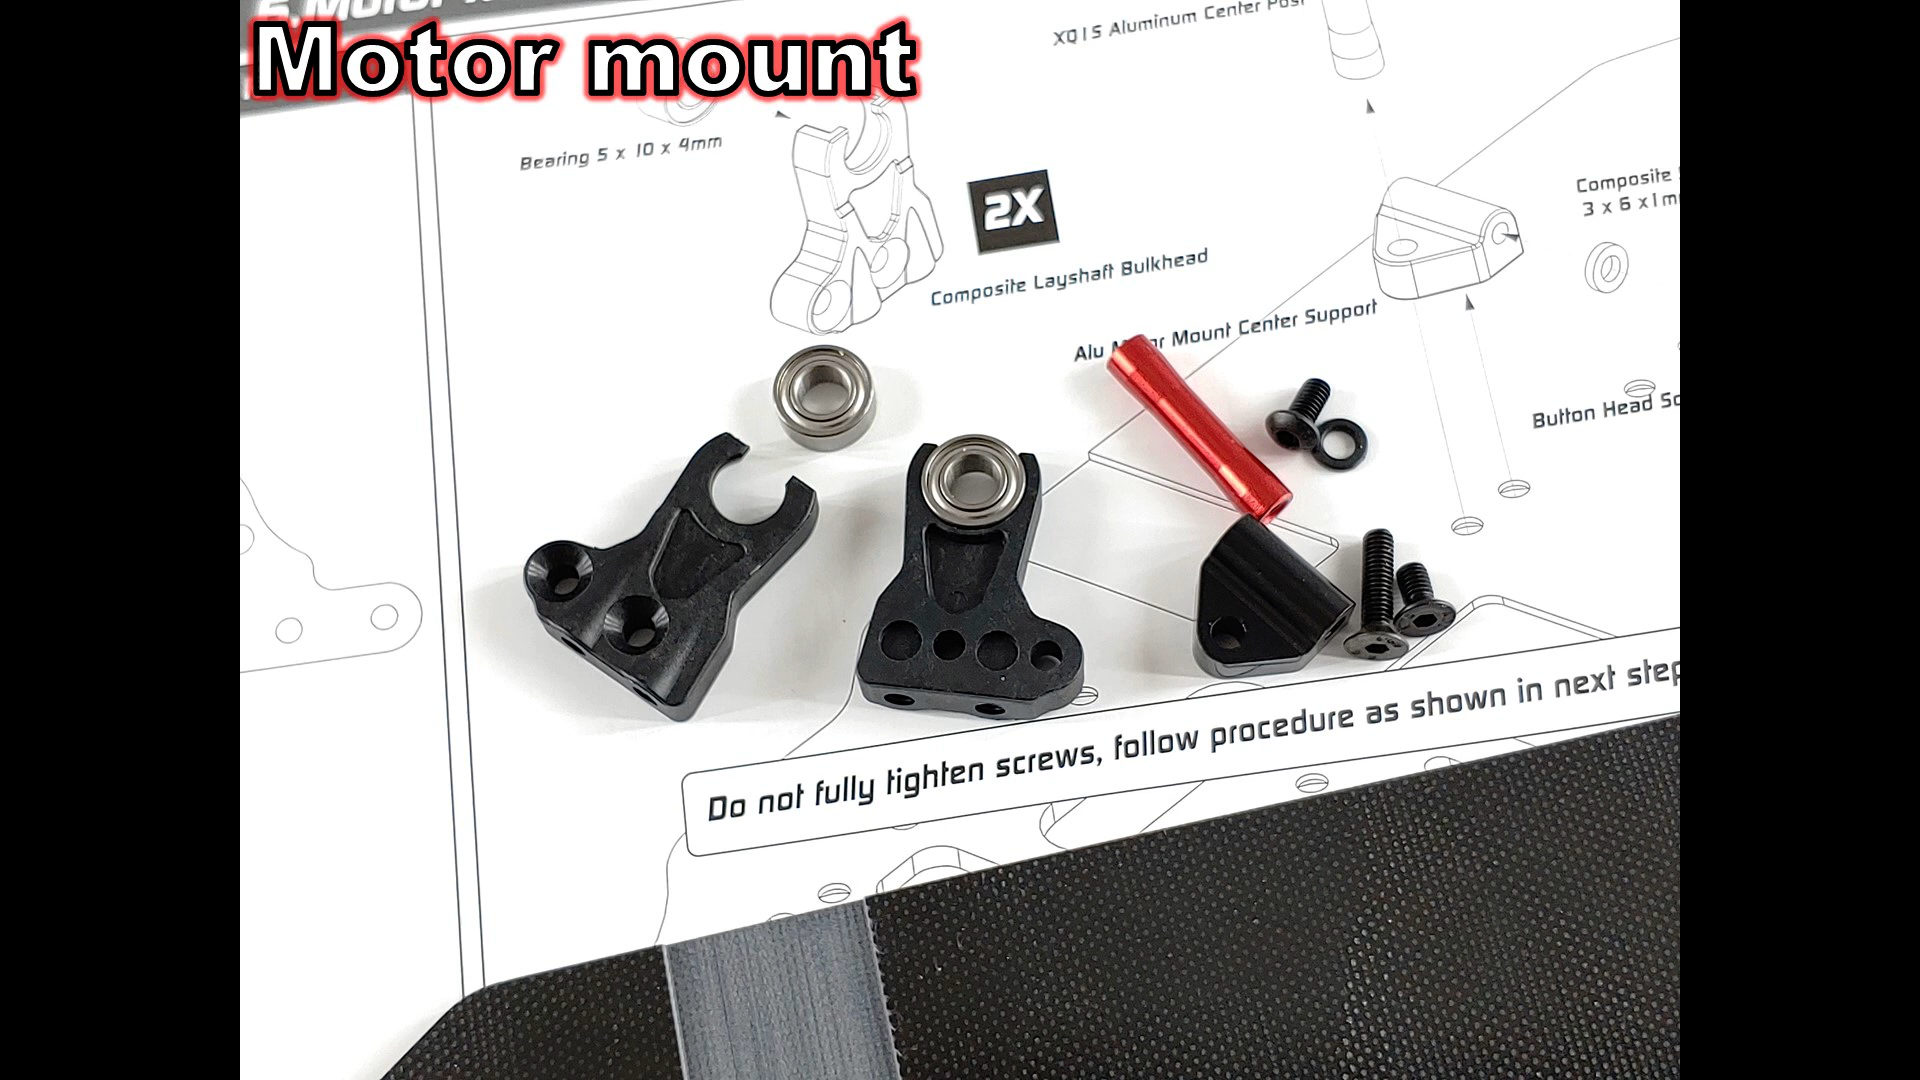 Motor mount
XQ1S Aluminum Center Post
Bearing 5 x 10 x 4mm
2X
Composite
3 x 6 x 1m
Composite Layshaft Bulkhead
Alu Mount Center Support
Button Head
Do not fully tighten screws, follow procedure as shown in next step